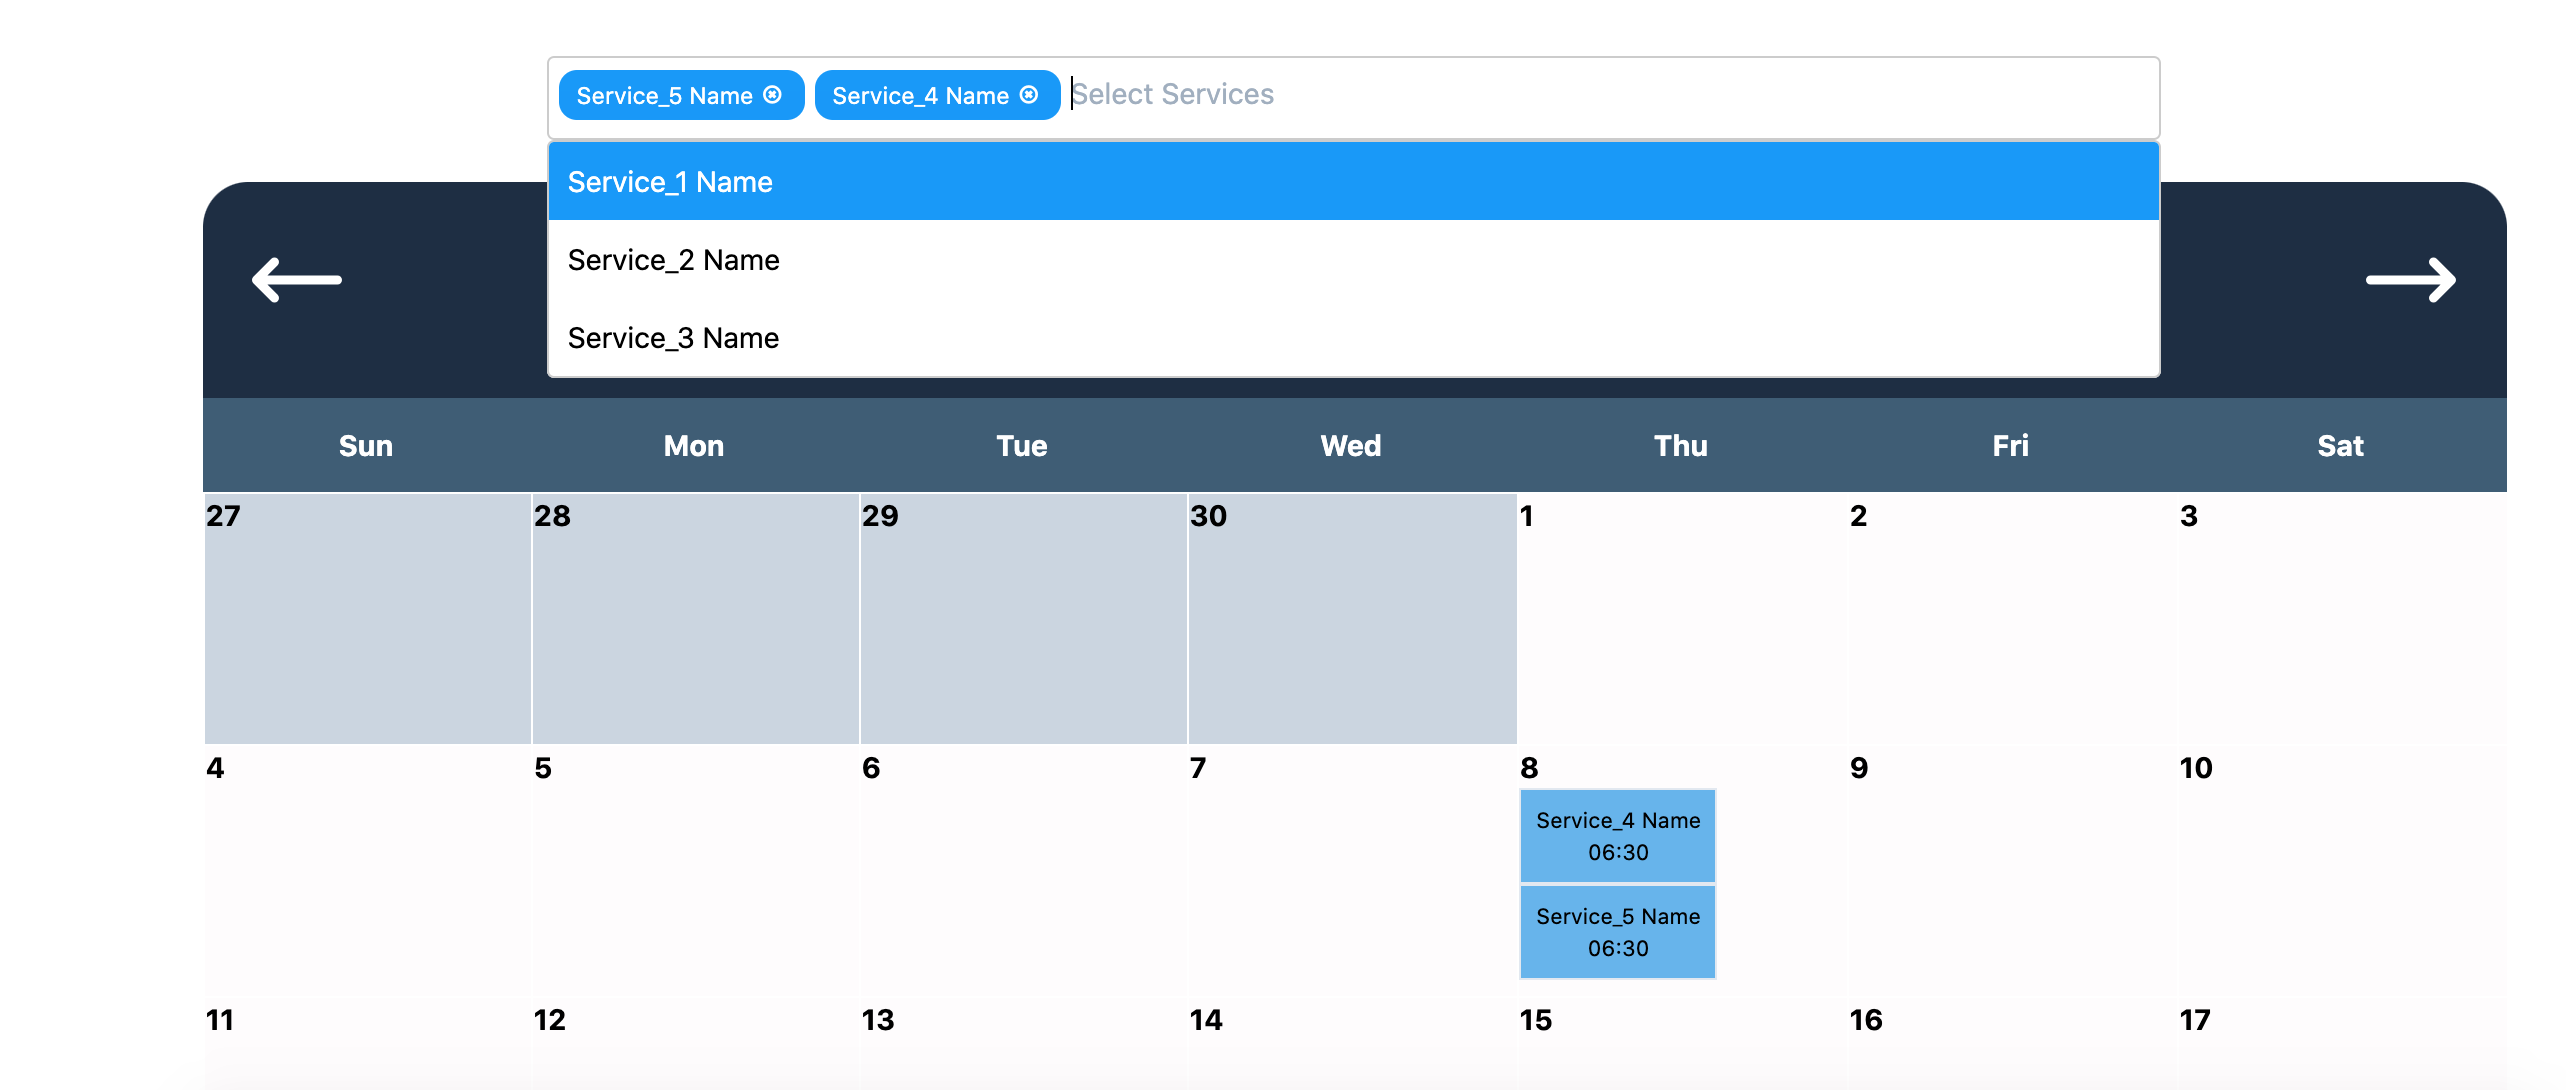 Service_5 Name Service_4 Name Select Services
Service_1 Name
Service_2 Name
Service_3 Name
Sun Mon Tue Wed Thu Fri Sat
27 28 29 30 1 2 3
4 5 6 7 8 9 10
Service_4 Name
06:30
Service_5 Name
06:30
11 12 13 14 15 16 17